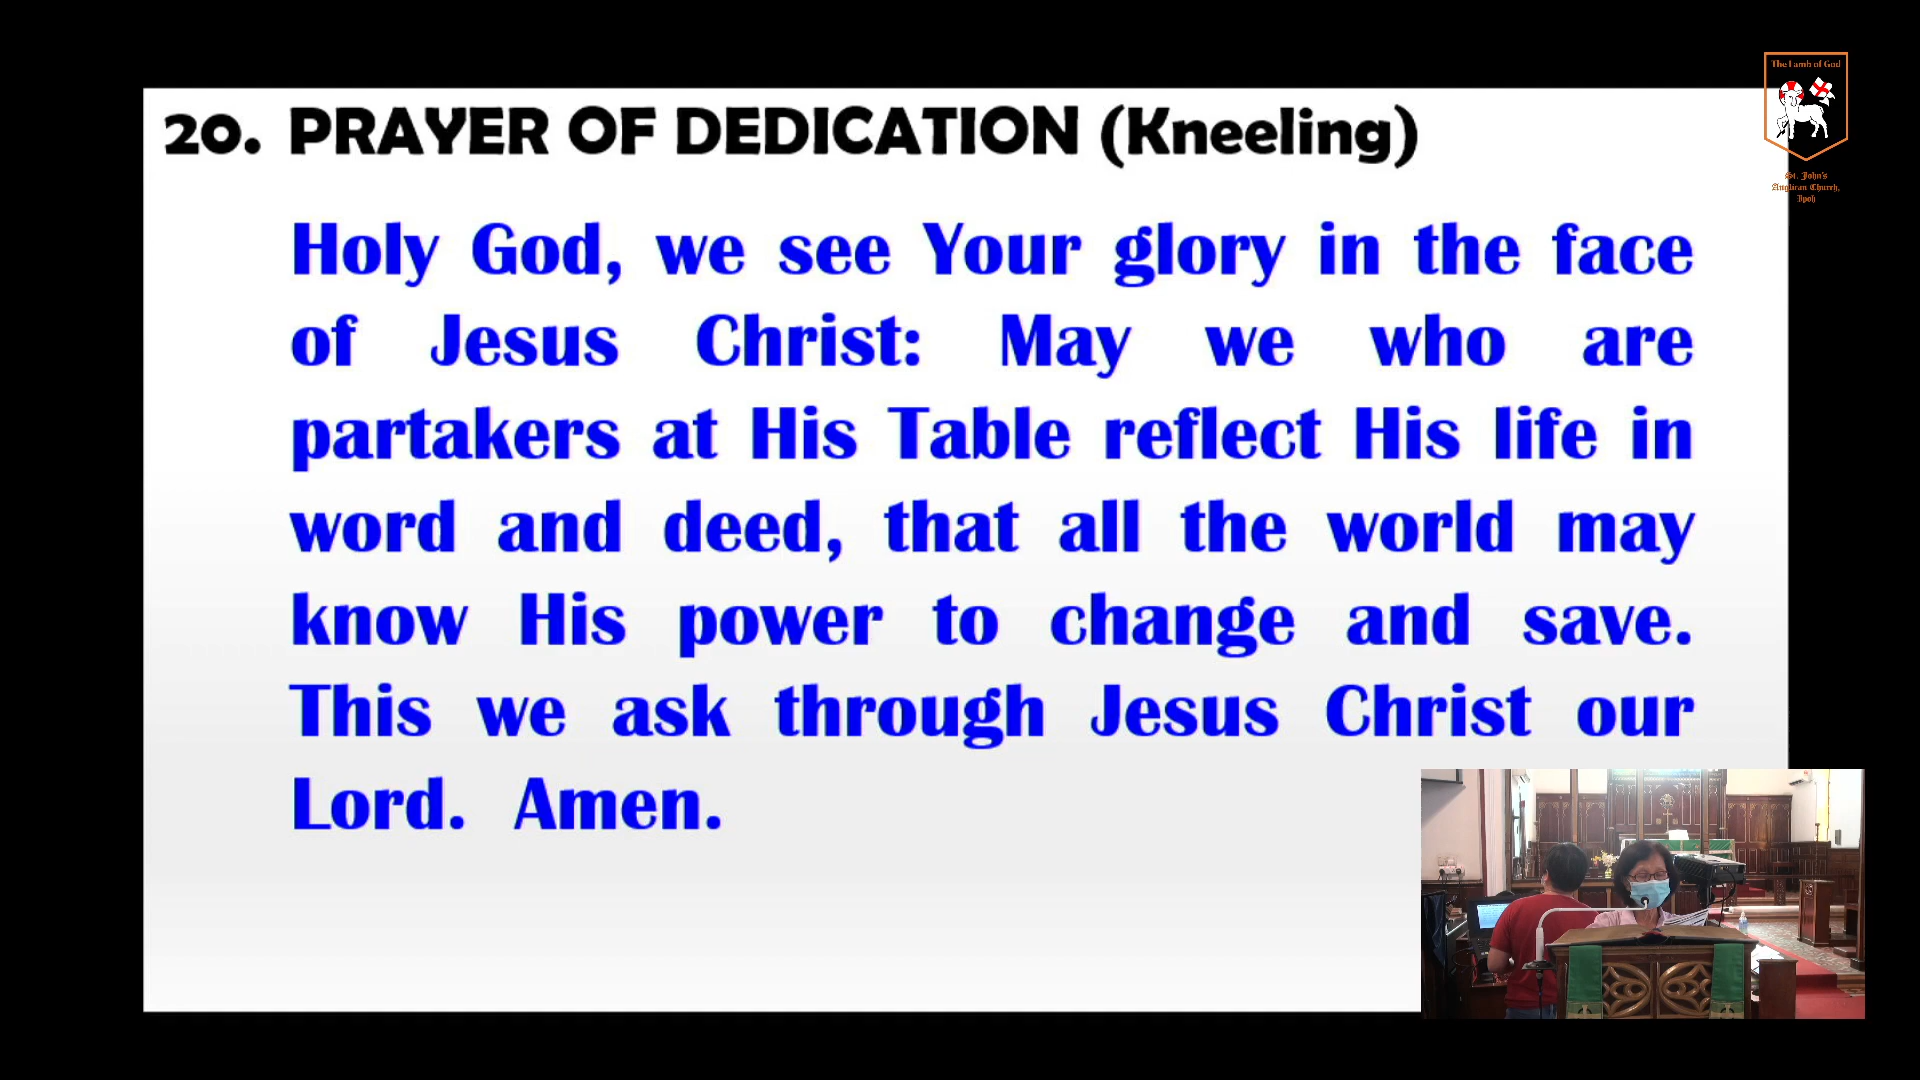 20. PRAYER OF DEDICATION (Kneeling)
Holy God, we see Your glory in the face
of Jesus Christ: May we who are
partakers at His Table reflect His life in
word and deed, that all the world may
know His power to change and save.
This we ask through Jesus Christ our
Lord. Amen.
The Lamb of God
St. John's
Anglican Church,
Ipoh